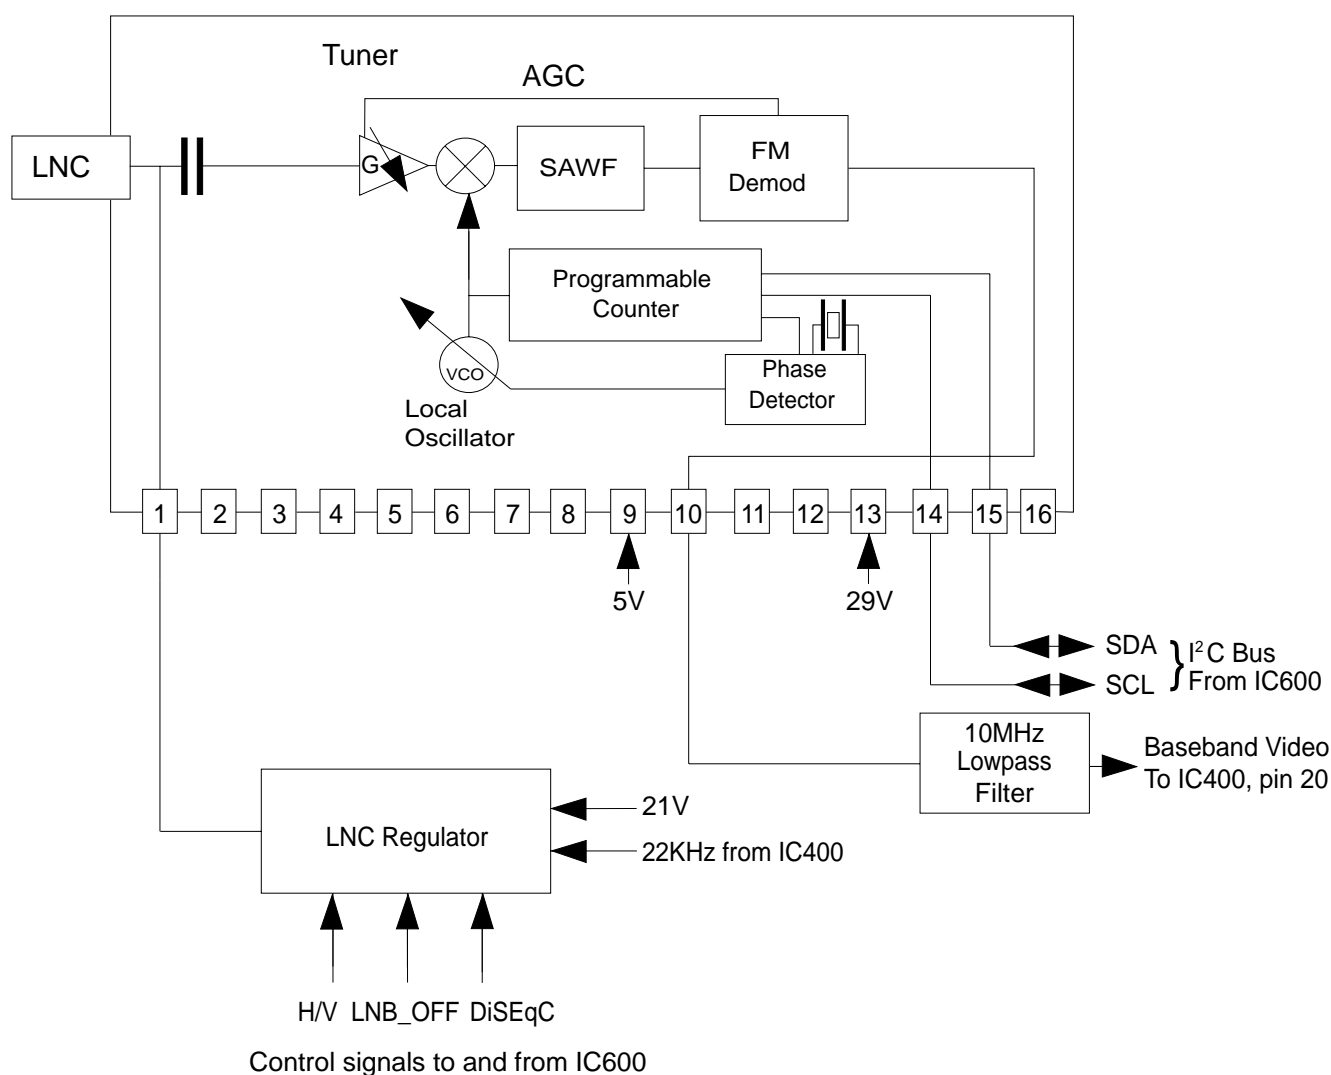 Tuner
AGC
LNC
G
SAWF
FM
Demod
Programmable
Counter
VCO
Phase
Detector
Local
Oscillator
1 2 3 4 5 6 7 8 9 10 11 12 13 14 15 16
5V
29V
SDA
SCL
} I²C Bus
From IC600
10MHz
Lowpass
Filter
Baseband Video
To IC400, pin 20
LNC Regulator
21V
22KHz from IC400
H/V LNB_OFF DiSEqC
Control signals to and from IC600